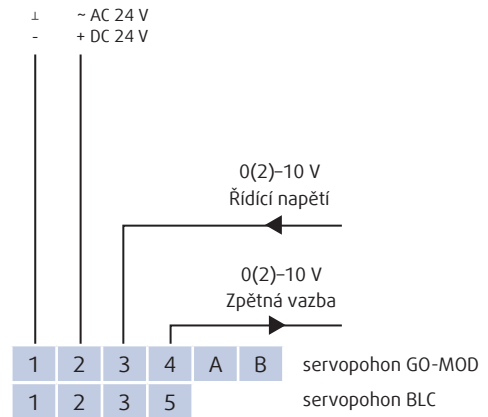 ⊥ ~ AC 24 V
- + DC 24 V
0(2)–10 V
Řídící napětí
0(2)–10 V
Zpětná vazba
1 2 3 4 A B servopohon GO-MOD
1 2 3 5 servopohon BLC